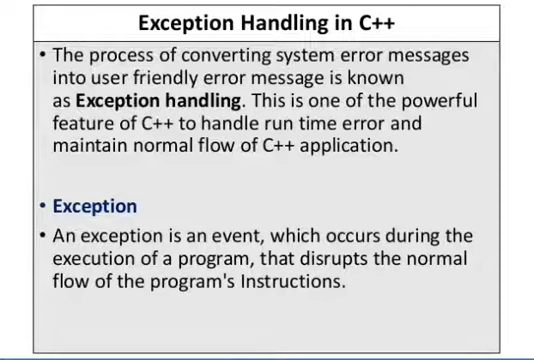 Exception Handling in C++
• The process of converting system error messages
into user friendly error message is known
as Exception handling. This is one of the powerful
feature of C++ to handle run time error and
maintain normal flow of C++ application.
• Exception
• An exception is an event, which occurs during the
execution of a program, that disrupts the normal
flow of the program's Instructions.